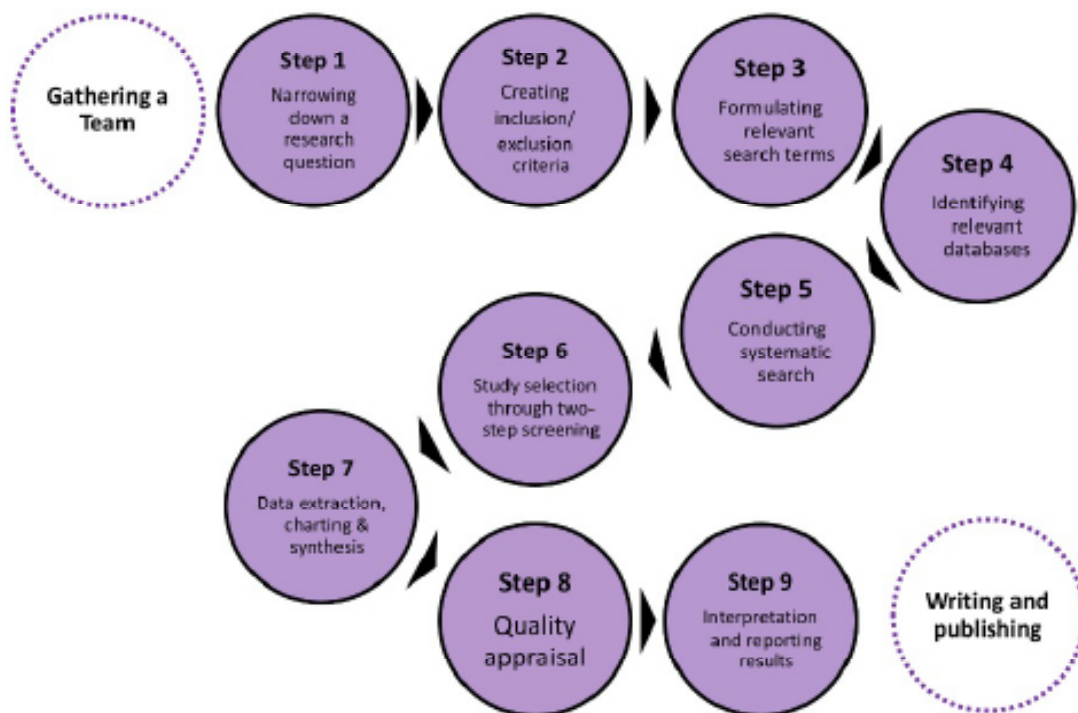 Gathering a
Team
Step 1
Narrowing
down a
research
question
Step 2
Creating
inclusion/
exclusion
criteria
Step 3
Formulating
relevant
search terms
Step 4
Identifying
relevant
databases
Step 5
Conducting
systematic
search
Step 6
Study selection
through two-
step screening
Step 7
Data extraction,
charting &
synthesis
Step 8
Quality
appraisal
Step 9
Interpretation
and reporting
results
Writing and
publishing